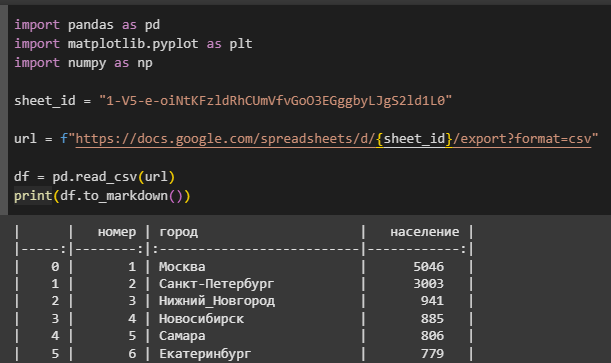 import pandas as pd
import matplotlib.pyplot as plt
import numpy as np
sheet_id = "1-V5-e-oiNtKFzldRhCUmVfvGoO3EGggbyLJgS2ld1L0"
url = f"https://docs.google.com/spreadsheets/d/{sheet_id}/export?format=csv"
df = pd.read_csv(url)
print(df.to_markdown())
|     |   номер | город                   |   население |
|----:|--------:|:------------------------|------------:|
|   0 |       1 | Москва                  |        5046 |
|   1 |       2 | Санкт-Петербург         |        3003 |
|   2 |       3 | Нижний_Новгород         |         941 |
|   3 |       4 | Новосибирск             |         885 |
|   4 |       5 | Самара                  |         806 |
|   5 |       6 | Екатеринбург            |         779 |